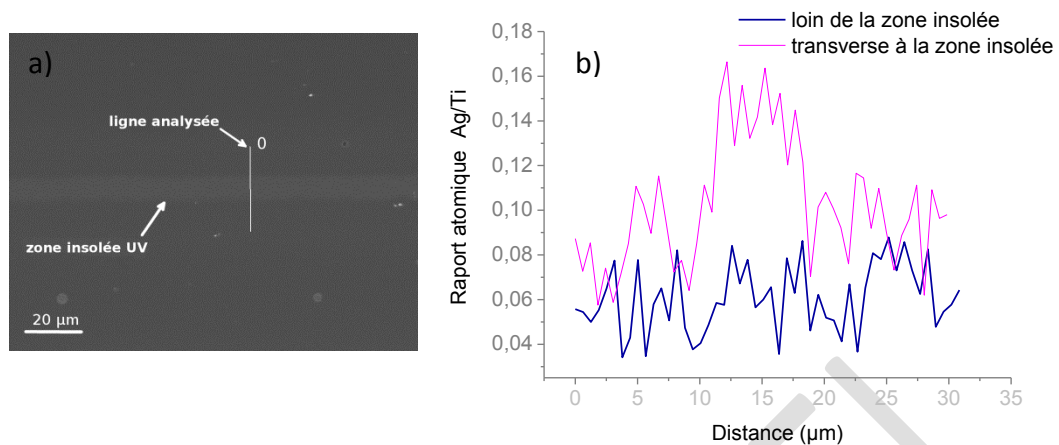 a)
ligne analysée
0
zone insolée UV
20 µm
b)
loin de la zone insolée
transverse à la zone insolée
Raport atomique Ag/Ti
0,18
0,16
0,14
0,12
0,10
0,08
0,06
0,04
0 5 10 15 20 25 30 35
Distance (µm)